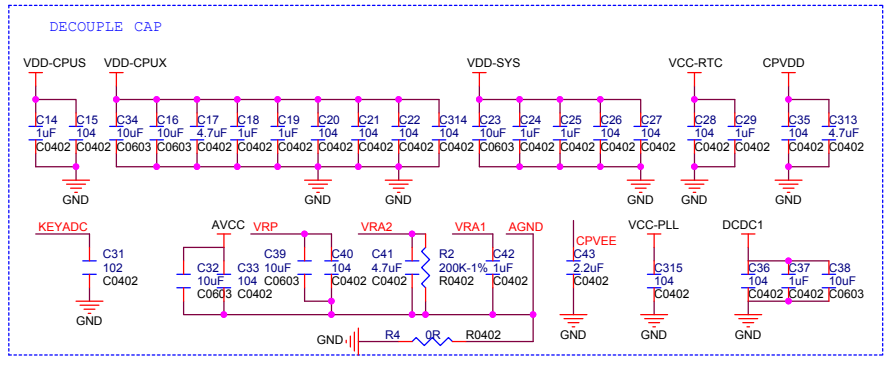 DECOUPLE CAP
VDD-CPUS VDD-CPUX VDD-SYS VCC-RTC CPVDD
C14 C15 C34 C16 C17 C18 C19 C20 C21 C22 C314 C23 C24 C25 C26 C27 C28 C29 C35 C313
1uF 104 10uF 10uF 4.7uF 1uF 1uF 104 104 104 104 10uF 1uF 1uF 104 104 104 1uF 104 4.7uF
C0402 C0402 C0603 C0603 C0402 C0402 C0402 C0402 C0402 C0402 C0402 C0603 C0402 C0402 C0402 C0402 C0402 C0402 C0402 C0402
GND GND GND GND GND GND
KEYADC AVCC VRP VRA2 VRA1 AGND CPVEE VCC-PLL DCDC1
C31 C32 C33 C39 C40 C41 R2 C42 C43 C315 C36 C37 C38
102 10uF 104 10uF 104 4.7uF 200K-1% 1uF 2.2uF 104 104 1uF 10uF
C0402 C0603 C0402 C0603 C0402 C0402 R0402 C0402 C0402 C0402 C0402 C0402 C0603
GND GND GND GND
GND R4 0R R0402